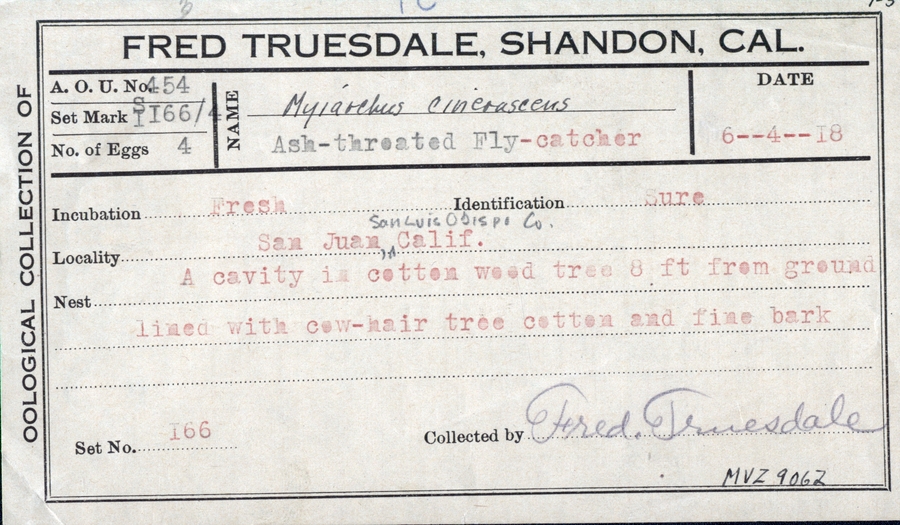 FRED TRUESDALE, SHANDON, CAL.
OOLOGICAL COLLECTION OF
A. O. U. No. 454
Set Mark I166/4
No. of Eggs 4
NAME
Myiarchus cinerascens
Ash-throated Fly-catcher
DATE
6--4--18
Incubation Fresh Identification Sure
San Luis Obispo Co.
Locality San Juan, Calif.
A cavity in cotton wood tree 8 ft from ground
Nest
lined with cow-hair tree cotton and fine bark
Set No. 166
Collected by Fred. Truesdale
MVZ 9062